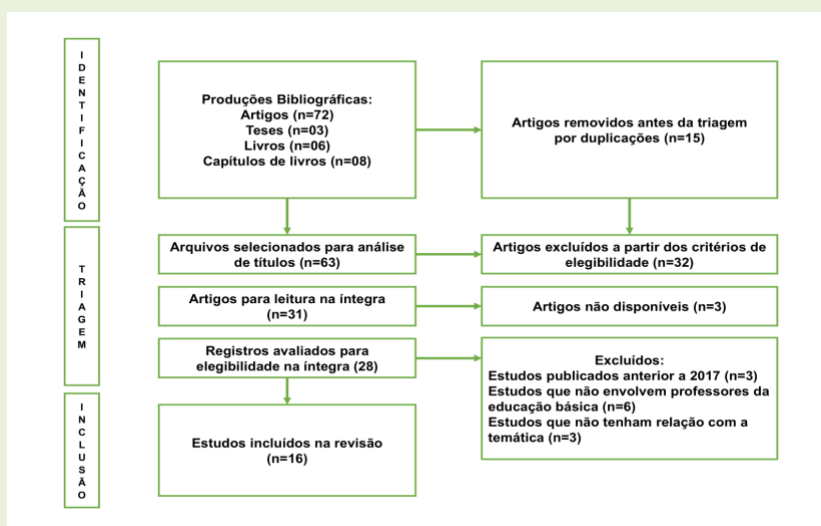 IDENTIFICAÇÃO
Produções Bibliográficas:
Artigos (n=72)
Teses (n=03)
Livros (n=06)
Capítulos de livros (n=08)
Artigos removidos antes da triagem
por duplicações (n=15)
TRIAGEM
Arquivos selecionados para análise
de títulos (n=63)
Artigos excluídos a partir dos critérios de
elegibilidade (n=32)
Artigos para leitura na íntegra
(n=31)
Artigos não disponíveis (n=3)
Registros avaliados para
elegibilidade na íntegra (28)
Excluídos:
Estudos publicados anterior a 2017 (n=3)
Estudos que não envolvem professores da
educação básica (n=6)
Estudos que não tenham relação com a
temática (n=3)
INCLUSÃO
Estudos incluídos na revisão
(n=16)